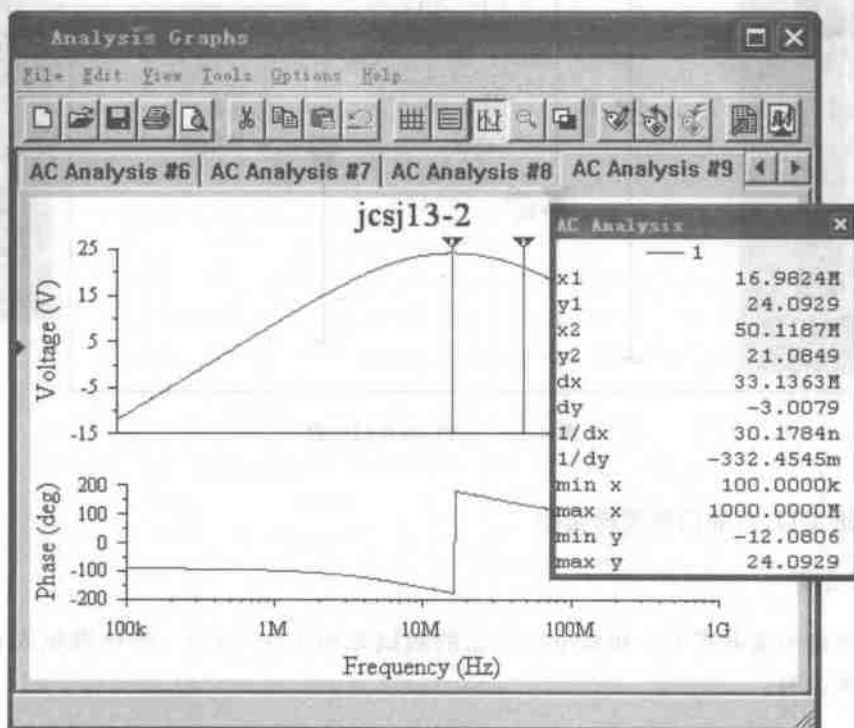 Analysis Graphs
File Edit View Tools Options Help
AC Analysis #6 AC Analysis #7 AC Analysis #8 AC Analysis #9
jcsj13-2
25
15
5
-5
-15
Voltage (V)
200
100
0
-100
-200
Phase (deg)
100k 1M 10M 100M 1G
Frequency (Hz)
AC Analysis
1
x1 16.9824M
y1 24.0929
x2 50.1187M
y2 21.0849
dx 33.1363M
dy -3.0079
1/dx 30.1784n
1/dy -332.4545m
min x 100.0000k
max x 1000.0000M
min y -12.0806
max y 24.0929